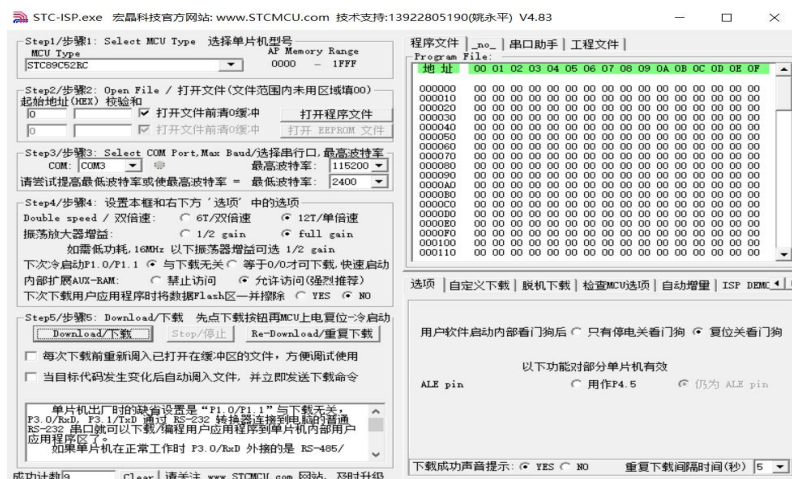 STC-ISP.exe 宏晶科技官方网站: www.STCMCU.com 技术支持:13922805190(姚永平) V4.83
Step1/步骤1: Select MCU Type 选择单片机型号
MCU Type AP Memory Range
STC89C52RC 0000 - 1FFF
Step2/步骤2: Open File / 打开文件(文件范围内未用区域填00)
起始地址(HEX) 校验和
0 打开文件前清0缓冲 打开程序文件
0 打开文件前清0缓冲 打开 EEPROM 文件
Step3/步骤3: Select COM Port,Max Baud/选择串行口,最高波特率
COM: COM3 最高波特率: 115200
请尝试提高最低波特率或使最高波特率 = 最低波特率: 2400
Step4/步骤4: 设置本框和右下方 '选项' 中的选项
Double speed / 双倍速: 6T/双倍速 12T/单倍速
振荡放大器增益: 1/2 gain full gain
如需低功耗,16MHz 以下振荡器增益可选 1/2 gain
下次冷启动P1.0/P1.1 与下载无关 等于0/0才可下载,快速启动
内部扩展AUX-RAM: 禁止访问 允许访问(强烈推荐)
下次下载用户应用程序时将数据Flash区一并擦除 YES NO
Step5/步骤5: Download/下载 先点下载按钮再MCU上电复位-冷启动
Download/下载 Stop/停止 Re-Download/重复下载
每次下载前重新调入已打开在缓冲区的文件, 方便调试使用
当目标代码发生变化后自动调入文件, 并立即发送下载命令
单片机出厂时的缺省设置是“P1.0/P1.1”与下载无关,
P3.0/RxD, P3.1/TxD 通过 RS-232 转换器连接到电脑的普通
RS-232 串口就可以下载/编程用户应用程序到单片机内部用户
应用程序区了。
如果单片机在正常工作时 P3.0/RxD 外接的是 RS-485/
成功计数 9 Clear 请关注 www.STCMCU.com 网站, 及时升级
程序文件 _no_ 串口助手 工程文件
Program File:
地 址 00 01 02 03 04 05 06 07 08 09 0A 0B 0C 0D 0E 0F
000000 00 00 00 00 00 00 00 00 00 00 00 00 00 00 00 00
000010 00 00 00 00 00 00 00 00 00 00 00 00 00 00 00 00
000020 00 00 00 00 00 00 00 00 00 00 00 00 00 00 00 00
000030 00 00 00 00 00 00 00 00 00 00 00 00 00 00 00 00
000040 00 00 00 00 00 00 00 00 00 00 00 00 00 00 00 00
000050 00 00 00 00 00 00 00 00 00 00 00 00 00 00 00 00
000060 00 00 00 00 00 00 00 00 00 00 00 00 00 00 00 00
000070 00 00 00 00 00 00 00 00 00 00 00 00 00 00 00 00
000080 00 00 00 00 00 00 00 00 00 00 00 00 00 00 00 00
000090 00 00 00 00 00 00 00 00 00 00 00 00 00 00 00 00
0000A0 00 00 00 00 00 00 00 00 00 00 00 00 00 00 00 00
0000B0 00 00 00 00 00 00 00 00 00 00 00 00 00 00 00 00
0000C0 00 00 00 00 00 00 00 00 00 00 00 00 00 00 00 00
0000D0 00 00 00 00 00 00 00 00 00 00 00 00 00 00 00 00
0000E0 00 00 00 00 00 00 00 00 00 00 00 00 00 00 00 00
0000F0 00 00 00 00 00 00 00 00 00 00 00 00 00 00 00 00
000100 00 00 00 00 00 00 00 00 00 00 00 00 00 00 00 00
000110 00 00 00 00 00 00 00 00 00 00 00 00 00 00 00 00
选项 自定义下载 脱机下载 检查MCU选项 自动增量 ISP DEMO
用户软件启动内部看门狗后 只有停电关看门狗 复位关看门狗
以下功能对部分单片机有效
ALE pin 用作P4.5 仍为 ALE pin
下载成功声音提示: YES NO 重复下载间隔时间(秒) 5